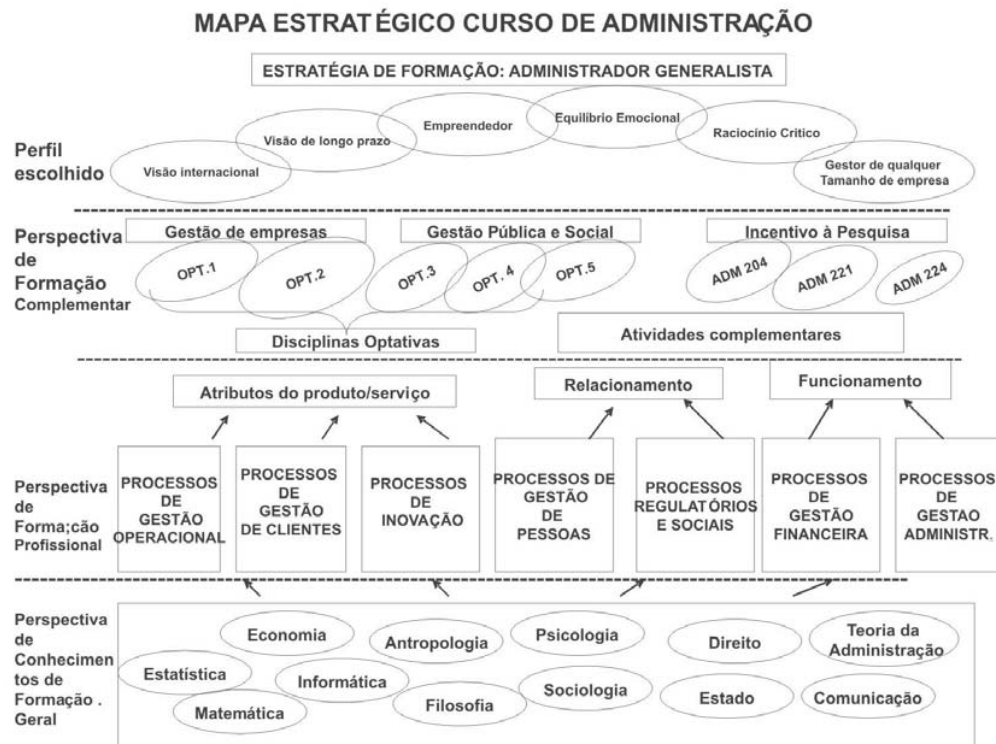 MAPA ESTRATÉGICO CURSO DE ADMINISTRAÇÃO
ESTRATÉGIA DE FORMAÇÃO: ADMINISTRADOR GENERALISTA
Perfil
escolhido
Visão internacional
Visão de longo prazo
Empreendedor
Equilíbrio Emocional
Raciocínio Critico
Gestor de qualquer
Tamanho de empresa
Perspectiva
de
Formação
Complementar
Gestão de empresas
Gestão Pública e Social
Incentivo à Pesquisa
OPT.1
OPT.2
OPT.3
OPT. 4
OPT.5
ADM 204
ADM 221
ADM 224
Disciplinas Optativas
Atividades complementares
Atributos do produto/serviço
Relacionamento
Funcionamento
Perspectiva
de
Forma;cão
Profissional
PROCESSOS
DE
GESTÃO
OPERACIONAL
PROCESSOS
DE
GESTÃO
DE CLIENTES
PROCESSOS
DE
INOVAÇÃO
PROCESSOS DE
GESTÃO
DE
PESSOAS
PROCESSOS
REGULATÓRIOS
E SOCIAIS
PROCESSOS
DE
GESTÃO
FINANCEIRA
PROCESSOS
DE
GESTAO
ADMINISTR.
Perspectiva
de
Conhecimen
tos de
Formação .
Geral
Economia
Antropologia
Psicologia
Direito
Teoria da
Administração
Estatística
Informática
Sociologia
Estado
Comunicação
Matemática
Filosofia